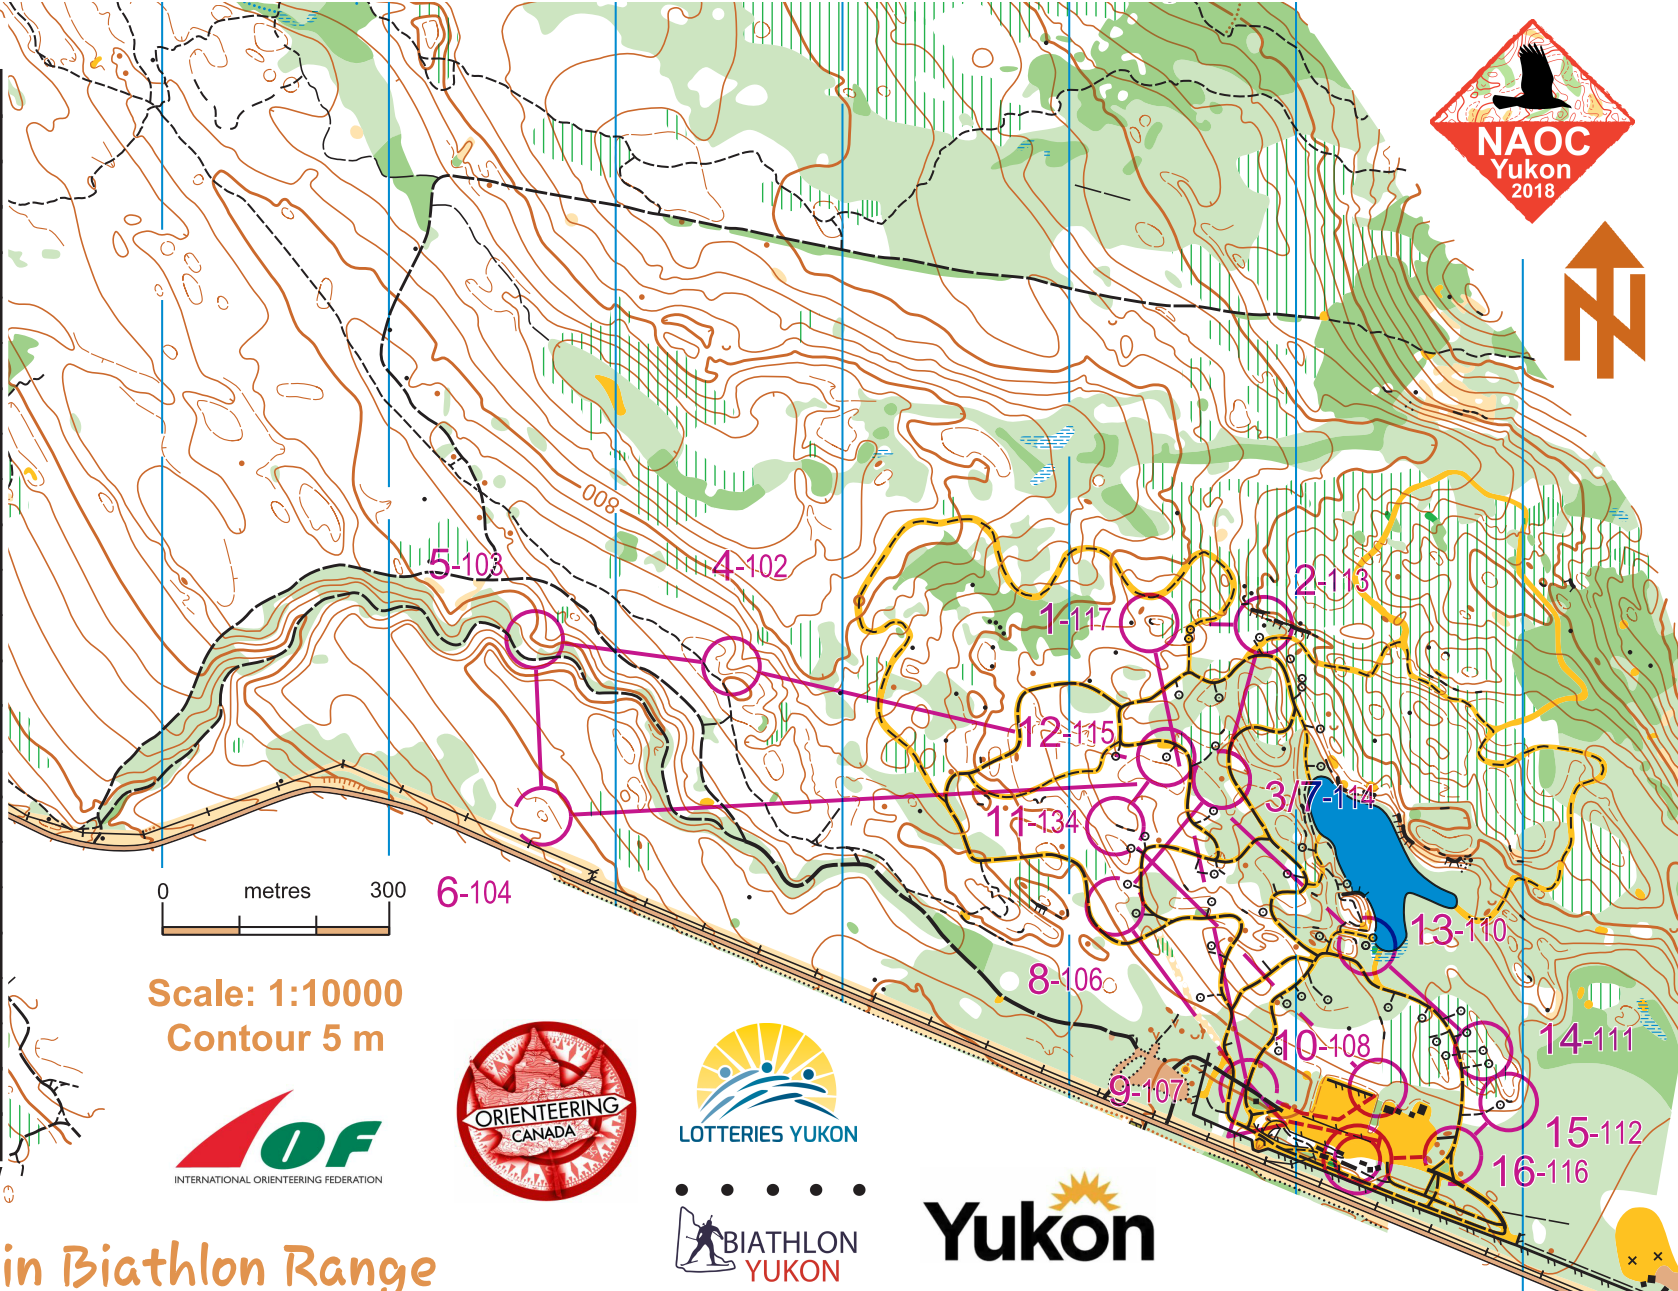 NAOC
Yukon
2018
800
5-103
4-102
2-113
1-117
12-115
3/7-114
11-134
0 metres 300
6-104
13-110
8-106
Scale: 1:10000
Contour 5 m
14-111
10-108
9-107
15-112
16-116
ORIENTEERING
CANADA
LOTTERIES YUKON
IOF
INTERNATIONAL ORIENTEERING FEDERATION
BIATHLON
YUKON
Yukon
in Biathlon Range
N